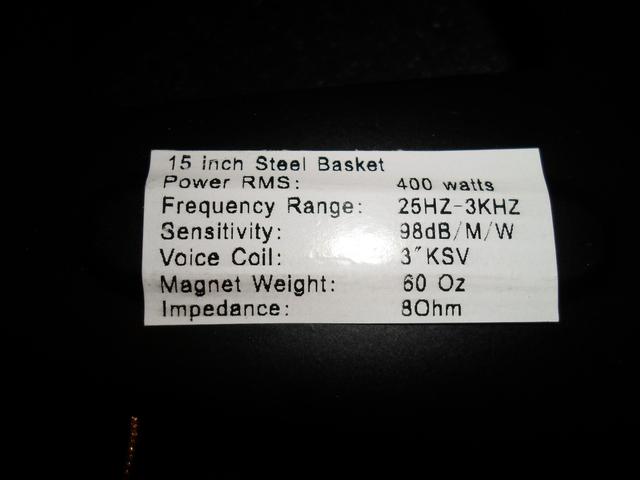 15 inch Steel Basket
Power RMS: 400 watts
Frequency Range: 25HZ-3KHZ
Sensitivity: 98dB/M/W
Voice Coil: 3"KSV
Magnet Weight: 60 Oz
Impedance: 8Ohm